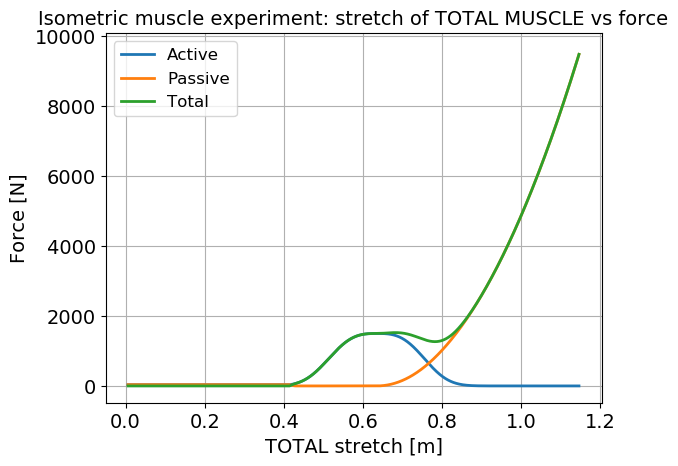 Isometric muscle experiment: stretch of TOTAL MUSCLE vs force
10000
8000
6000
4000
2000
0
Force [N]
Active
Passive
Total
0.0 0.2 0.4 0.6 0.8 1.0 1.2
TOTAL stretch [m]